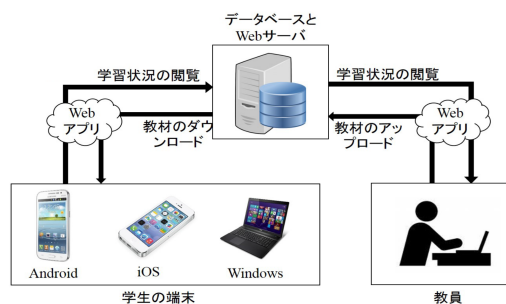 データベースと
Webサーバ
学習状況の閲覧
学習状況の閲覧
Web
アプリ
教材のダウ
ンロード
教材のアッ
プロード
Web
アプリ
Android
iOS
Windows
学生の端末
教員